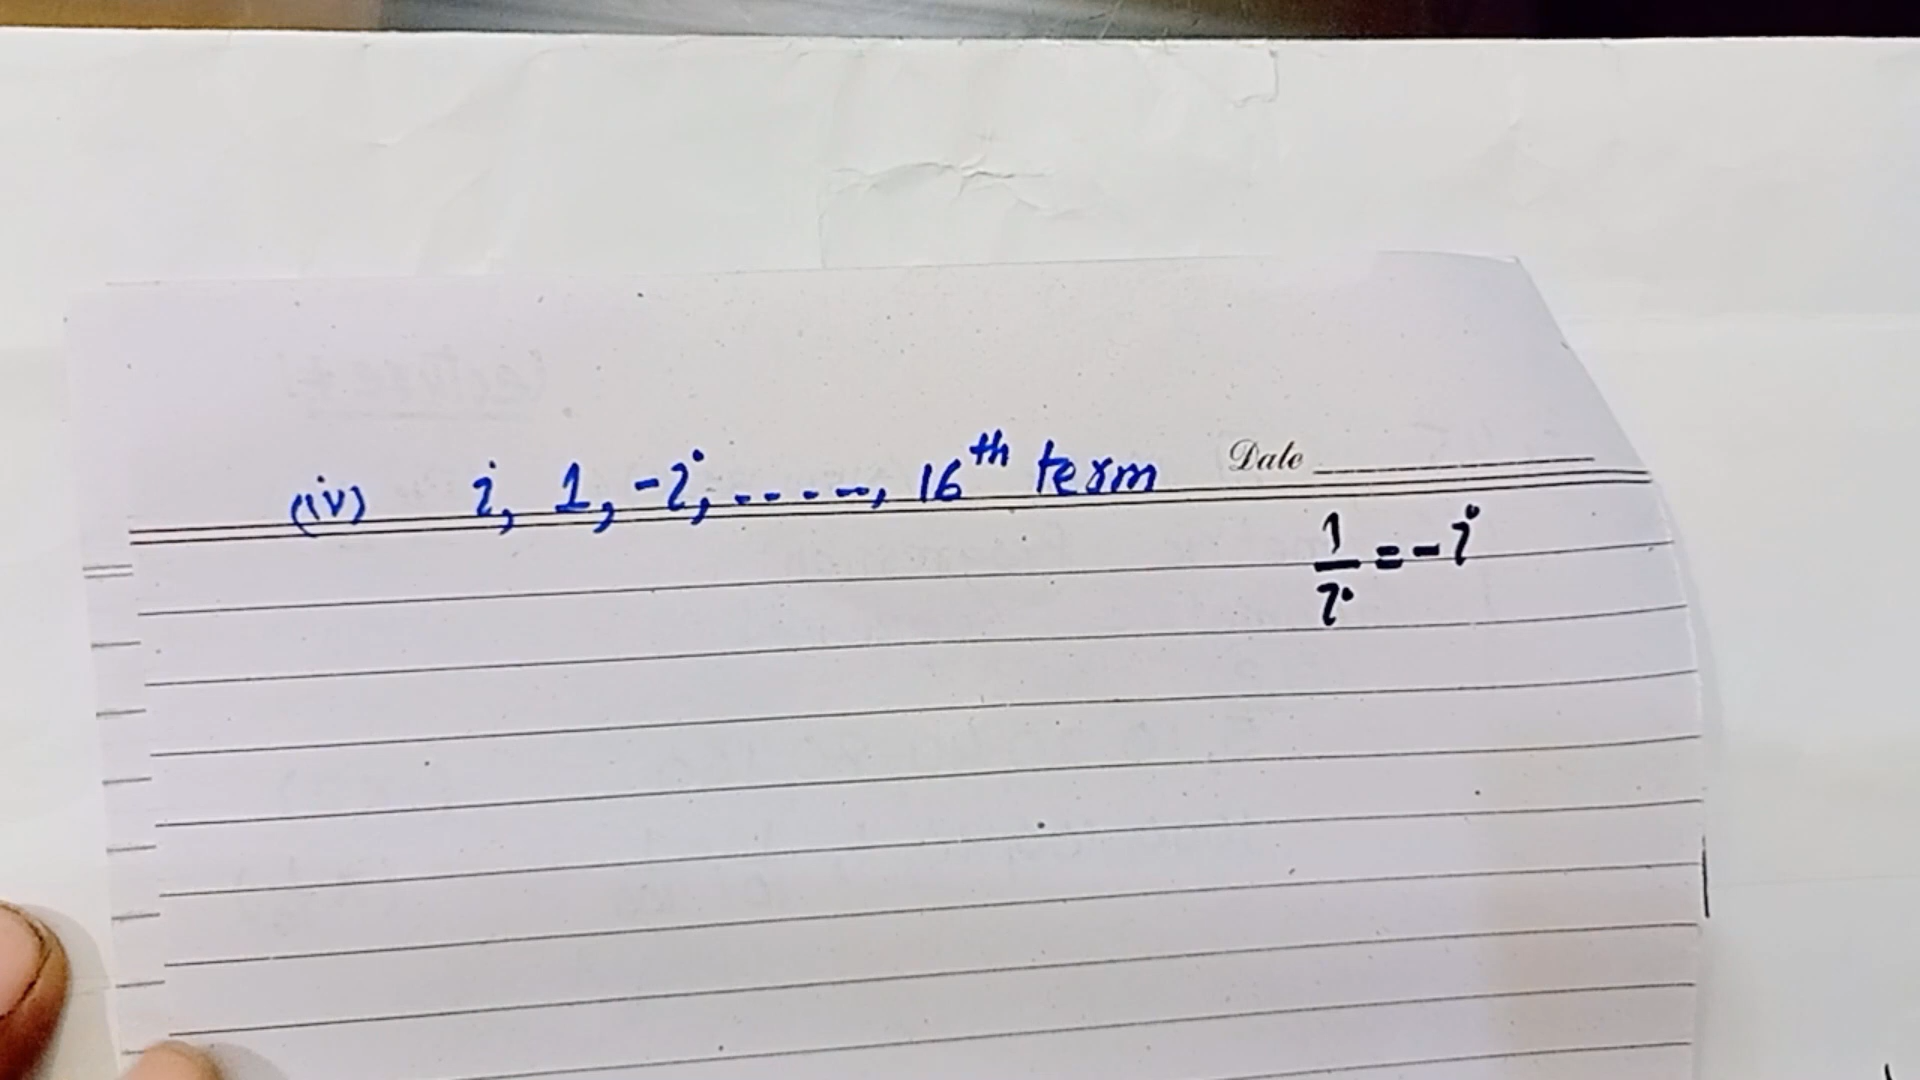 (iv) i, 1, -i, ....., 16th term
Date
1/i = -i